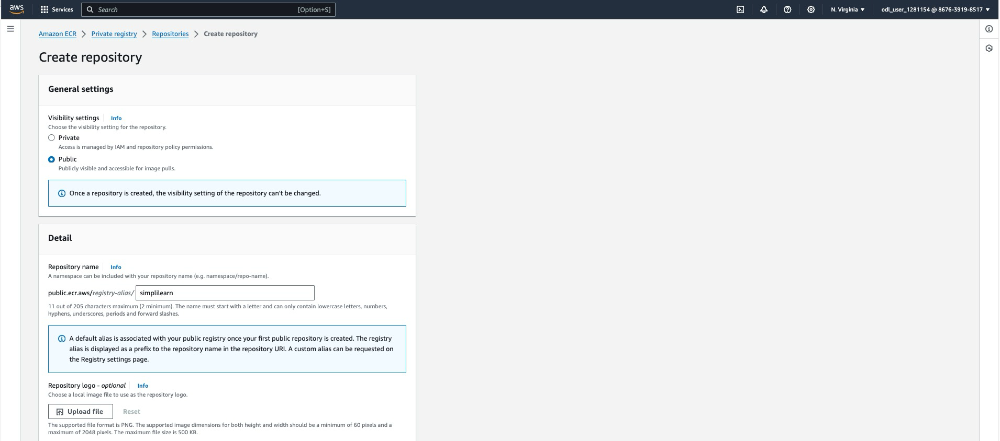 aws Services Search [Option+S] N. Virginia ▼ odl_user_1281154 @ 8676-3919-8517 ▼
Amazon ECR > Private registry > Repositories > Create repository
Create repository
General settings
Visibility settings Info
Choose the visibility setting for the repository.
Private
Access is managed by IAM and repository policy permissions.
Public
Publicly visible and accessible for image pulls.
Once a repository is created, the visibility setting of the repository can't be changed.
Detail
Repository name Info
A namespace can be included with your repository name (e.g. namespace/repo-name).
public.ecr.aws/registry-alias/ simplilearn
11 out of 205 characters maximum (2 minimum). The name must start with a letter and can only contain lowercase letters, numbers,
hyphens, underscores, periods and forward slashes.
A default alias is associated with your public registry once your first public repository is created. The registry
alias is displayed as a prefix to the repository name in the repository URI. A custom alias can be requested on
the Registry settings page.
Repository logo - optional Info
Choose a local image file to use as the repository logo.
Upload file Reset
The supported file format is PNG. The supported image dimensions for both height and width should be a minimum of 60 pixels and a
maximum of 2048 pixels. The maximum file size is 500 KB.